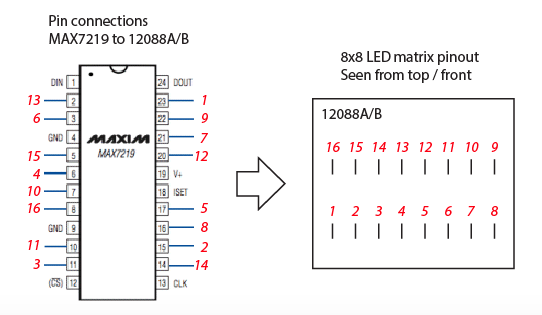 Pin connections
MAX7219 to 12088A/B
DIN 1 24 DOUT
13 2 23 1
6 3 22 9
GND 4 21 7
15 5 20 12
4 6 19 V+
10 7 18 ISET
16 8 17 5
GND 9 16 8
11 10 15 2
3 11 14 14
(CS) 12 13 CLK
MAXIM
MAX7219
8x8 LED matrix pinout
Seen from top / front
12088A/B
16 15 14 13 12 11 10 9
1 2 3 4 5 6 7 8